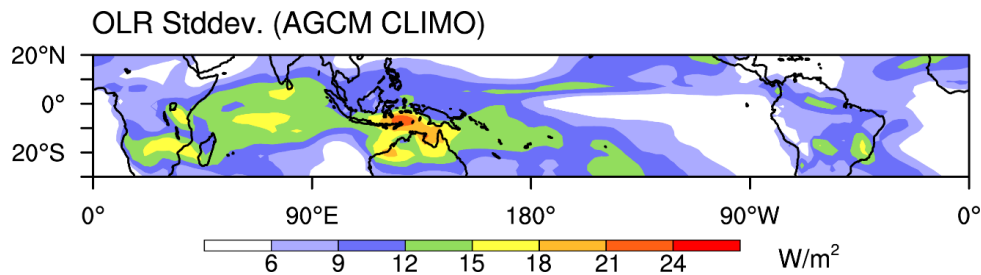 OLR Stddev. (AGCM CLIMO)
20°N
0°
20°S
0° 90°E 180° 90°W 0°
6 9 12 15 18 21 24 W/m²